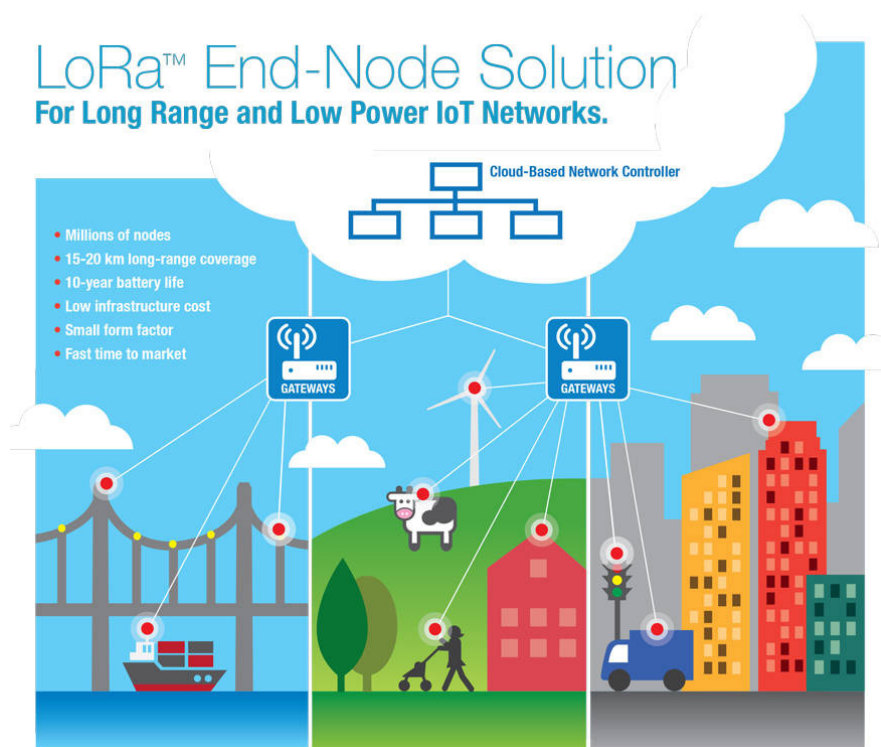 LoRa™ End-Node Solution
For Long Range and Low Power IoT Networks.
Cloud-Based Network Controller
• Millions of nodes
• 15-20 km long-range coverage
• 10-year battery life
• Low infrastructure cost
• Small form factor
• Fast time to market
GATEWAYS
GATEWAYS